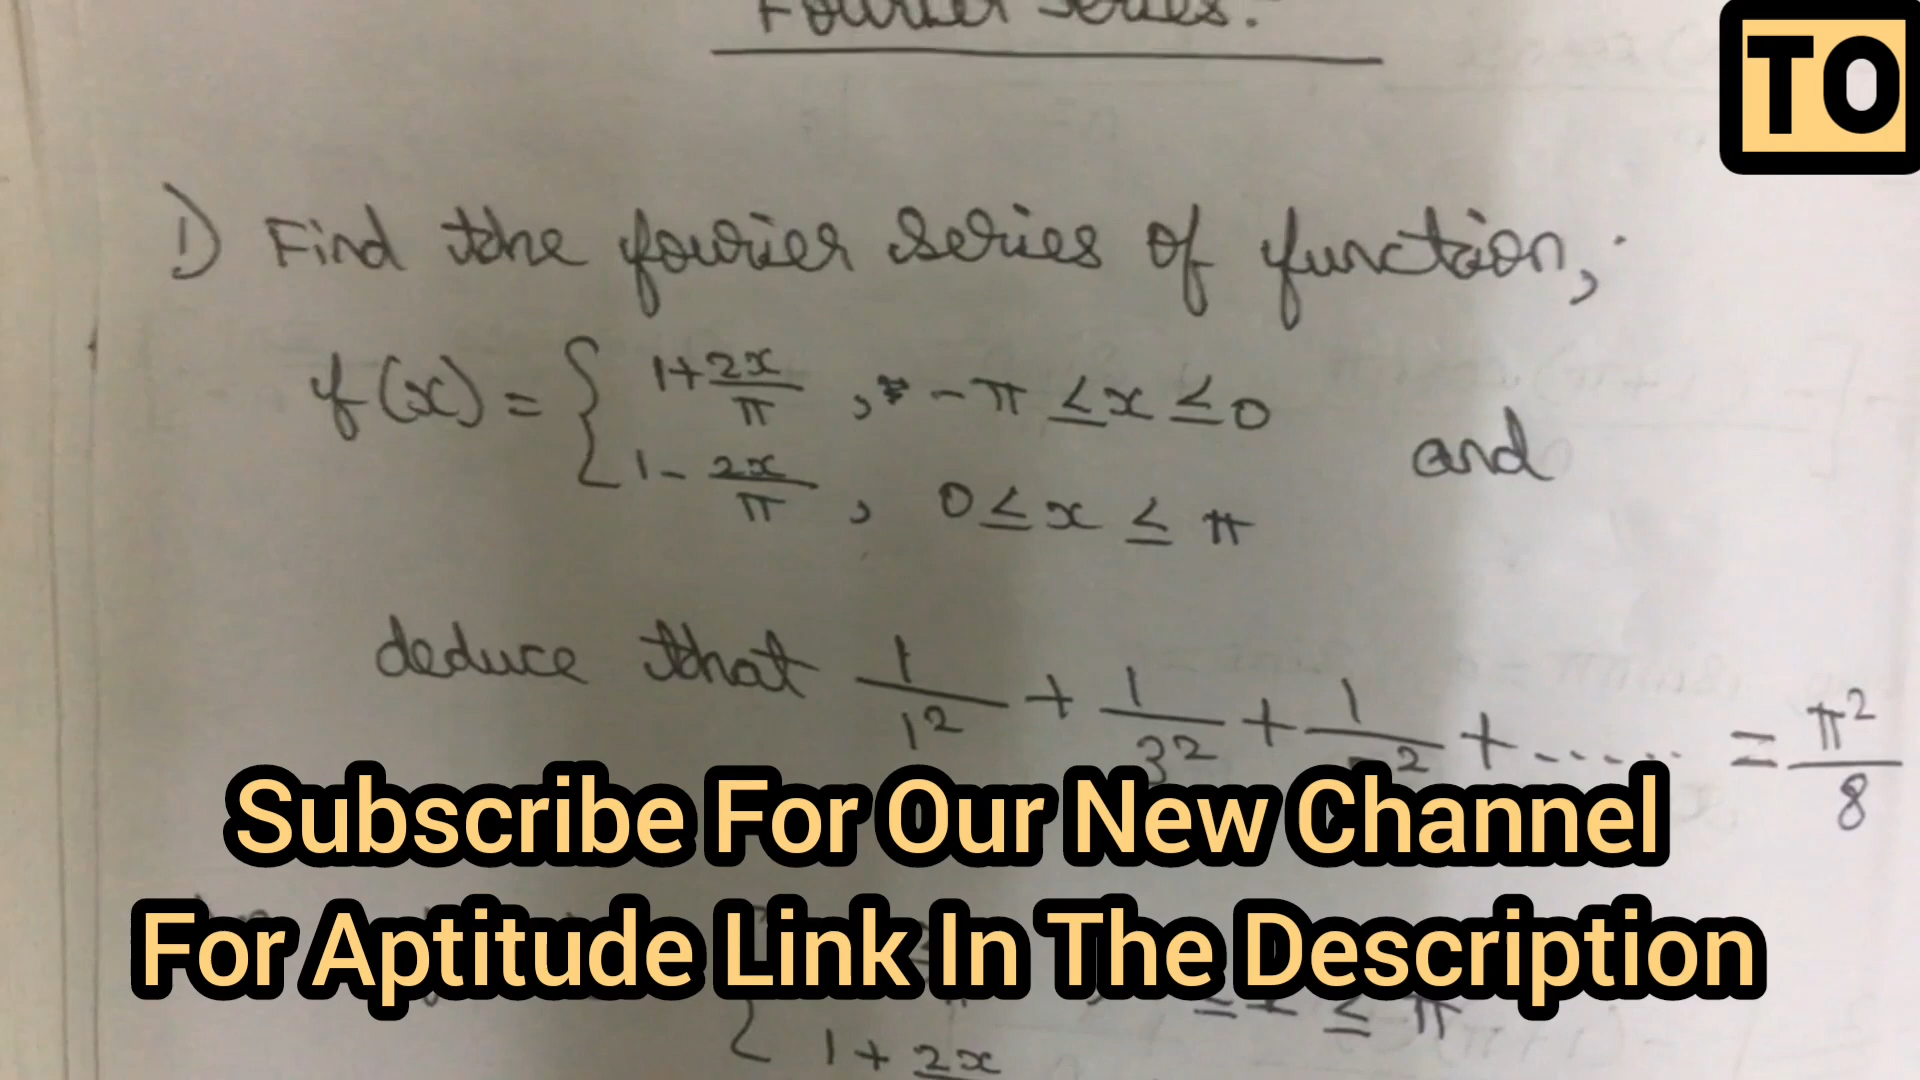 Fourier Series.
TO
1) Find the fourier series of function,
f(x) = { 1+2x/π , -π ≤ x ≤ 0
1- 2x/π , 0 ≤ x ≤ π and
deduce that 1/1² + 1/3² + 1/ ² + ...... = π²/8
Subscribe For Our New Channel
For Aptitude Link In The Description
≤ x ≤ π
1 + 2x